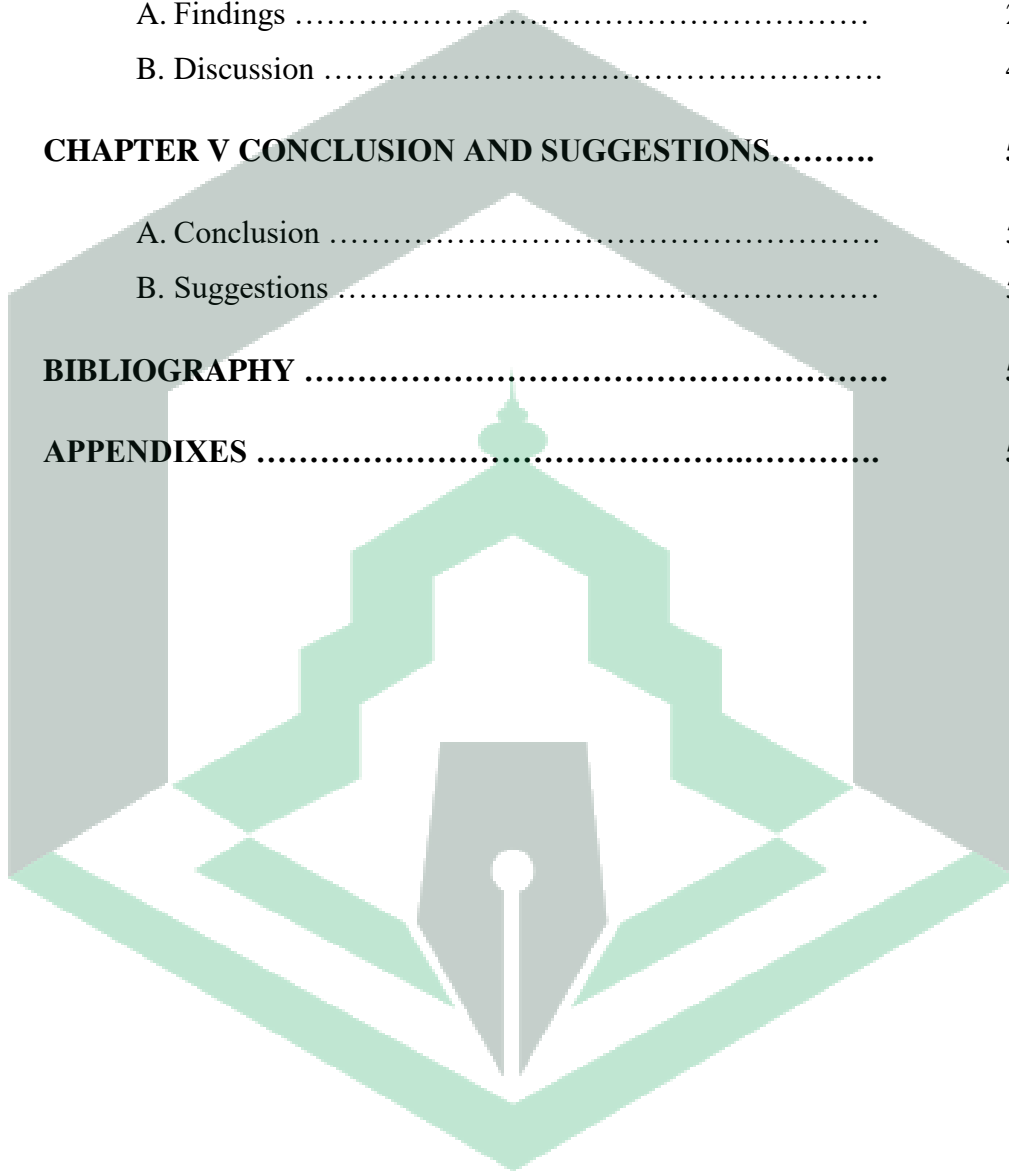 A. Findings ………………………………………………
B. Discussion ………………………………….………….
CHAPTER V CONCLUSION AND SUGGESTIONS……….
A. Conclusion …………………………………………….
B. Suggestions ……………………………………………
BIBLIOGRAPHY ……………………………………………….
APPENDIXES ……………………………………….………….